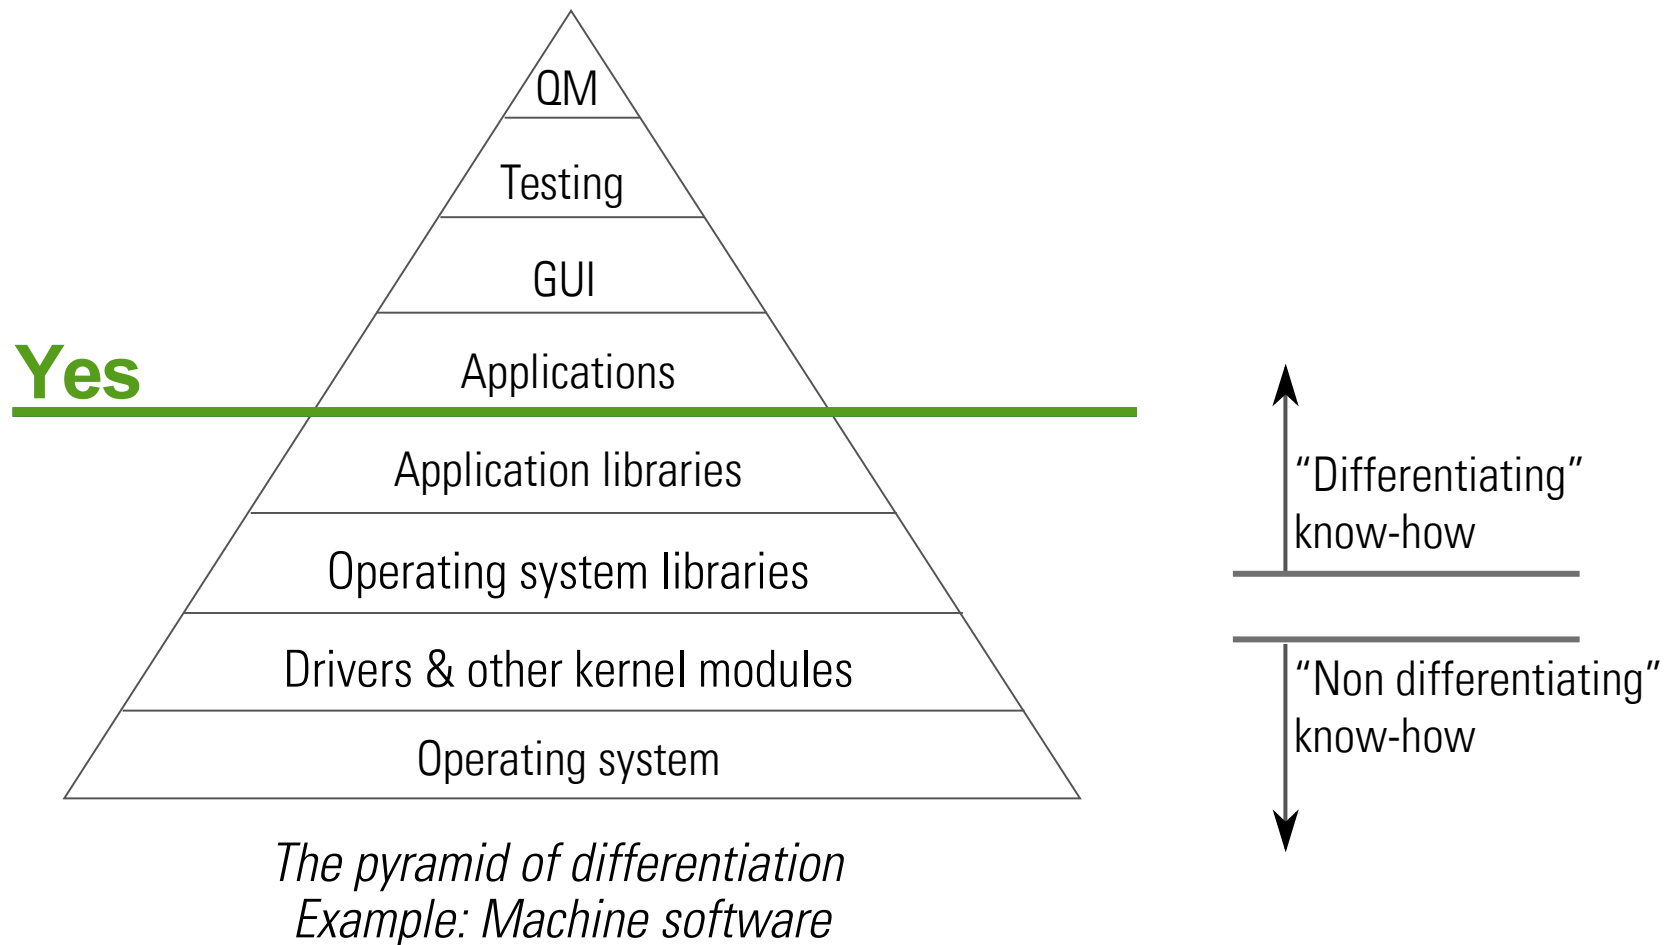 QM
Testing
GUI
Yes
Applications
Application libraries
Operating system libraries
Drivers & other kernel modules
Operating system
“Differentiating”
know-how
“Non differentiating”
know-how
The pyramid of differentiation
Example: Machine software